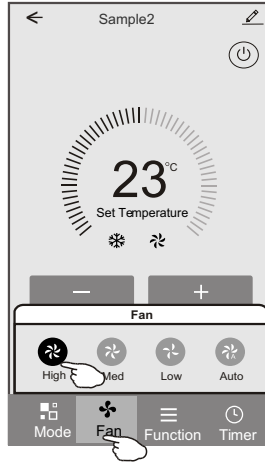 Sample2
23°C
Set Temperature
Fan
High Med Low Auto
Mode Fan Function Timer